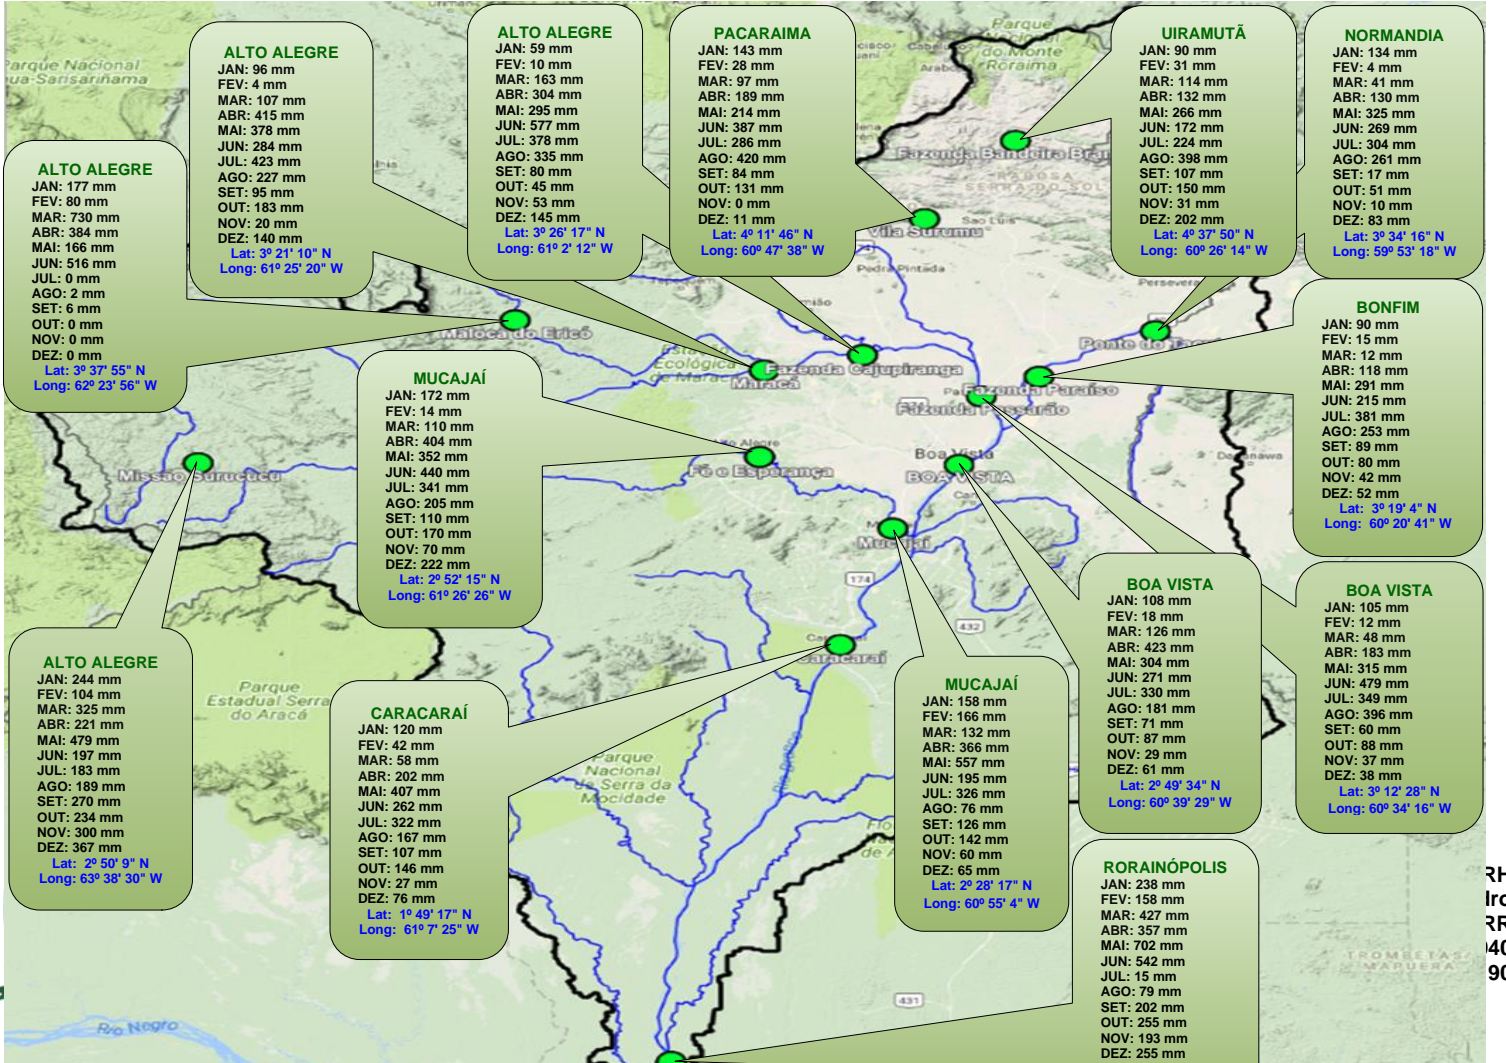 ALTO ALEGRE
JAN: 177 mm
FEV: 80 mm
MAR: 730 mm
ABR: 384 mm
MAI: 166 mm
JUN: 516 mm
JUL: 0 mm
AGO: 2 mm
SET: 6 mm
OUT: 0 mm
NOV: 0 mm
DEZ: 0 mm
Lat: 3º 37' 55" N
Long: 62º 23' 56" W
ALTO ALEGRE
JAN: 96 mm
FEV: 4 mm
MAR: 107 mm
ABR: 415 mm
MAI: 378 mm
JUN: 284 mm
JUL: 423 mm
AGO: 227 mm
SET: 95 mm
OUT: 183 mm
NOV: 20 mm
DEZ: 140 mm
Lat: 3º 21' 10" N
Long: 61º 25' 20" W
ALTO ALEGRE
JAN: 59 mm
FEV: 10 mm
MAR: 163 mm
ABR: 304 mm
MAI: 295 mm
JUN: 577 mm
JUL: 378 mm
AGO: 335 mm
SET: 80 mm
OUT: 45 mm
NOV: 53 mm
DEZ: 145 mm
Lat: 3º 26' 17" N
Long: 61º 2' 12" W
PACARAIMA
JAN: 143 mm
FEV: 28 mm
MAR: 97 mm
ABR: 189 mm
MAI: 214 mm
JUN: 387 mm
JUL: 286 mm
AGO: 420 mm
SET: 84 mm
OUT: 131 mm
NOV: 0 mm
DEZ: 11 mm
Lat: 4º 11' 46" N
Long: 60º 47' 38" W
UIRAMUTÃ
JAN: 90 mm
FEV: 31 mm
MAR: 114 mm
ABR: 132 mm
MAI: 266 mm
JUN: 172 mm
JUL: 224 mm
AGO: 398 mm
SET: 107 mm
OUT: 150 mm
NOV: 31 mm
DEZ: 202 mm
Lat: 4º 37' 50" N
Long: 60º 26' 14" W
NORMANDIA
JAN: 134 mm
FEV: 4 mm
MAR: 41 mm
ABR: 130 mm
MAI: 325 mm
JUN: 269 mm
JUL: 304 mm
AGO: 261 mm
SET: 17 mm
OUT: 51 mm
NOV: 10 mm
DEZ: 83 mm
Lat: 3º 34' 16" N
Long: 59º 53' 18" W
BONFIM
JAN: 90 mm
FEV: 15 mm
MAR: 12 mm
ABR: 118 mm
MAI: 291 mm
JUN: 215 mm
JUL: 381 mm
AGO: 253 mm
SET: 89 mm
OUT: 80 mm
NOV: 42 mm
DEZ: 52 mm
Lat: 3º 19' 4" N
Long: 60º 20' 41" W
MUCAJAÍ
JAN: 172 mm
FEV: 14 mm
MAR: 110 mm
ABR: 404 mm
MAI: 352 mm
JUN: 440 mm
JUL: 341 mm
AGO: 205 mm
SET: 110 mm
OUT: 170 mm
NOV: 70 mm
DEZ: 222 mm
Lat: 2º 52' 15" N
Long: 61º 26' 26" W
ALTO ALEGRE
JAN: 244 mm
FEV: 104 mm
MAR: 325 mm
ABR: 221 mm
MAI: 479 mm
JUN: 197 mm
JUL: 183 mm
AGO: 189 mm
SET: 270 mm
OUT: 234 mm
NOV: 300 mm
DEZ: 367 mm
Lat: 2º 50' 9" N
Long: 63º 38' 30" W
CARACARAÍ
JAN: 120 mm
FEV: 42 mm
MAR: 58 mm
ABR: 202 mm
MAI: 407 mm
JUN: 262 mm
JUL: 322 mm
AGO: 167 mm
SET: 107 mm
OUT: 146 mm
NOV: 27 mm
DEZ: 76 mm
Lat: 1º 49' 17" N
Long: 61º 7' 25" W
MUCAJAÍ
JAN: 158 mm
FEV: 166 mm
MAR: 132 mm
ABR: 366 mm
MAI: 557 mm
JUN: 195 mm
JUL: 326 mm
AGO: 76 mm
SET: 126 mm
OUT: 142 mm
NOV: 60 mm
DEZ: 65 mm
Lat: 2º 28' 17" N
Long: 60º 55' 4" W
BOA VISTA
JAN: 108 mm
FEV: 18 mm
MAR: 126 mm
ABR: 423 mm
MAI: 304 mm
JUN: 271 mm
JUL: 330 mm
AGO: 181 mm
SET: 71 mm
OUT: 87 mm
NOV: 29 mm
DEZ: 61 mm
Lat: 2º 49' 34" N
Long: 60º 39' 29" W
BOA VISTA
JAN: 105 mm
FEV: 12 mm
MAR: 48 mm
ABR: 183 mm
MAI: 315 mm
JUN: 479 mm
JUL: 349 mm
AGO: 396 mm
SET: 60 mm
OUT: 88 mm
NOV: 37 mm
DEZ: 38 mm
Lat: 3º 12' 28" N
Long: 60º 34' 16" W
RORAINÓPOLIS
JAN: 238 mm
FEV: 158 mm
MAR: 427 mm
ABR: 357 mm
MAI: 702 mm
JUN: 542 mm
JUL: 15 mm
AGO: 79 mm
SET: 202 mm
OUT: 255 mm
NOV: 193 mm
DEZ: 255 mm
Parque Nacional
Parque
do Monte
Roraima
Fazenda Bandeira
RAPOSA
SERRA DO SOL
São Luís
Vila Surumu
Pedra Pintada
Maloca do Ericó
Estação
Ecológica
Maracá
Fazenda Cajupiranga
Fazenda Paraíso
Fazenda Passarão
Ponte do
Missão Surucucu
Alegre
Fé e Esperança
Boa Vista
BOA VISTA
Mucajaí
174
432
Caracaraí
Parque
Estadual Serra
do Aracá
Parque
Nacional
da Serra da
Mocidade
431
Rio Negro
TROMBETAS/
MAPUERA
RH
RR
90